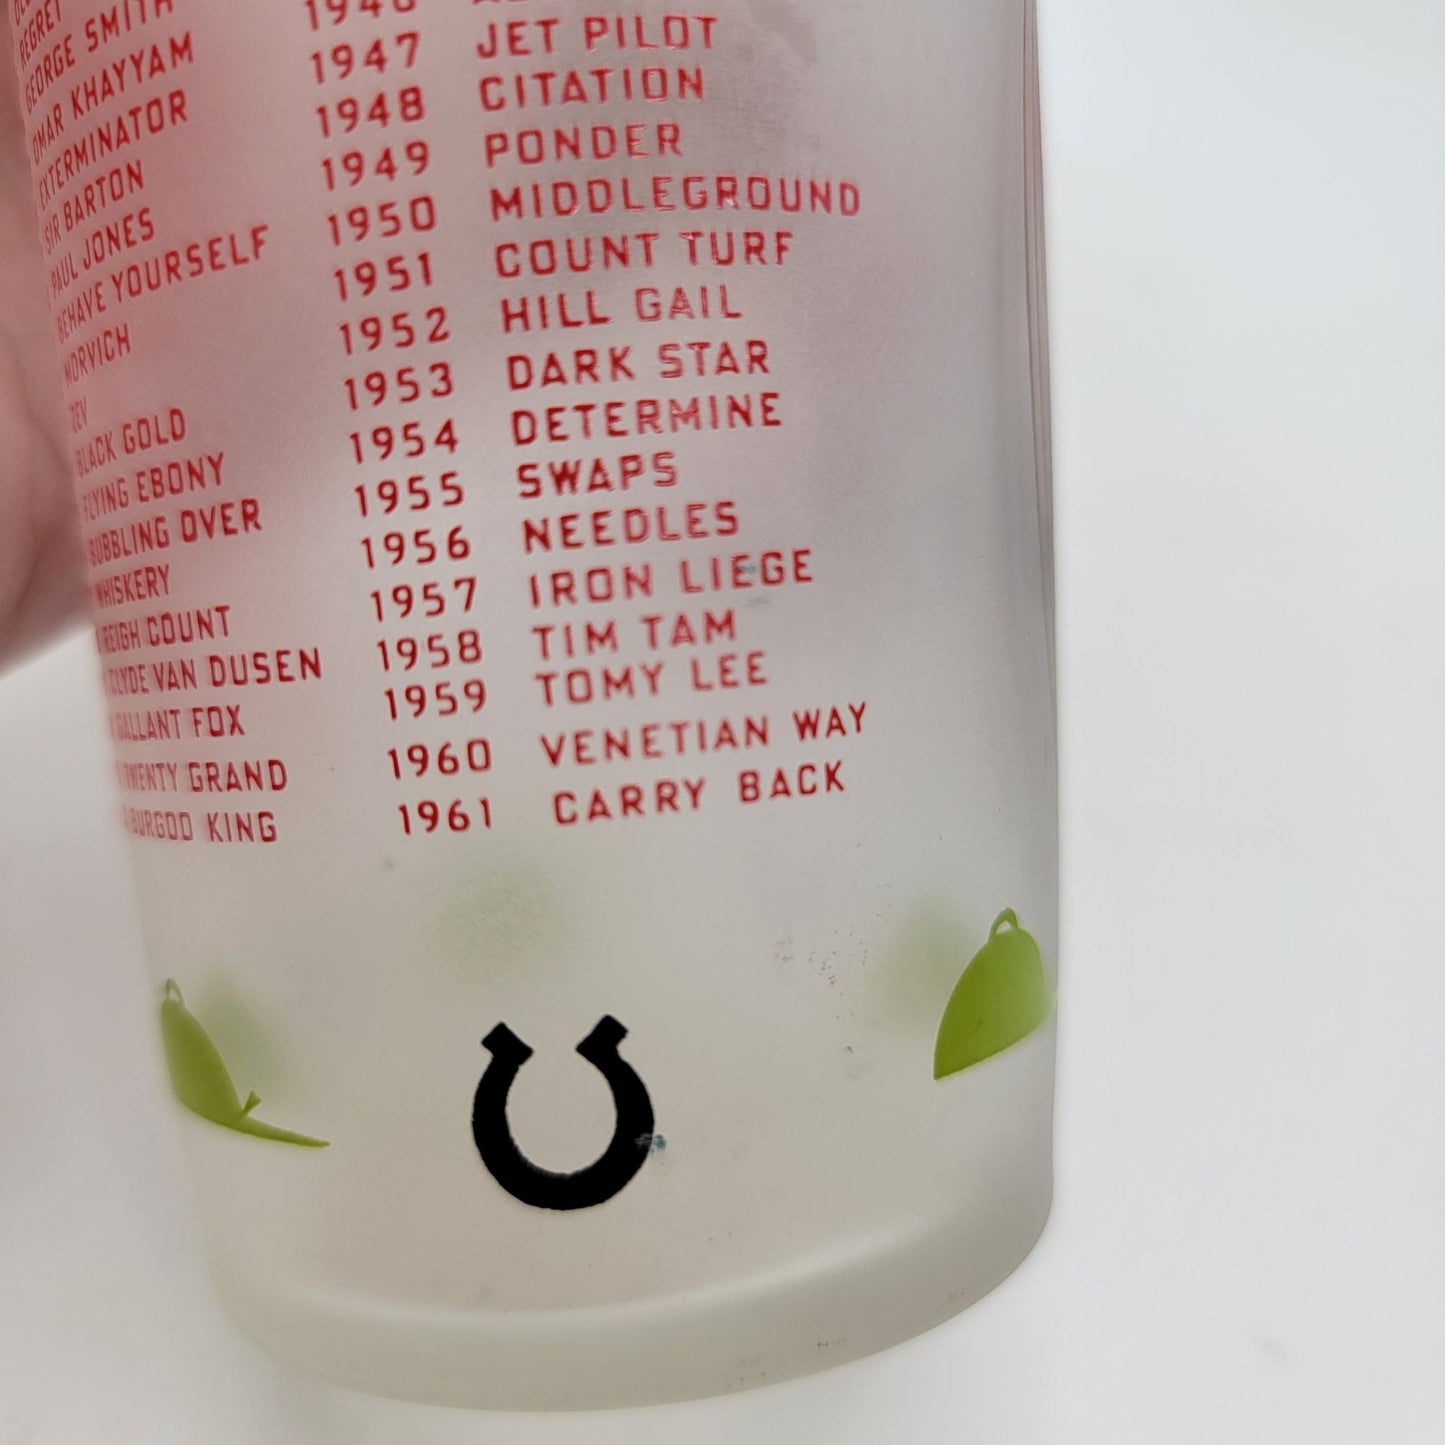 REGRET
GEORGE SMITH
OMAR KHAYYAM
EXTERMINATOR
SIR BARTON
PAUL JONES
BEHAVE YOURSELF
MORVICH
ZEV
BLACK GOLD
FLYING EBONY
BUBBLING OVER
WHISKERY
REIGH COUNT
CLYDE VAN DUSEN
GALLANT FOX
TWENTY GRAND
BURGOO KING
1946
1947 JET PILOT
1948 CITATION
1949 PONDER
1950 MIDDLEGROUND
1951 COUNT TURF
1952 HILL GAIL
1953 DARK STAR
1954 DETERMINE
1955 SWAPS
1956 NEEDLES
1957 IRON LIEGE
1958 TIM TAM
1959 TOMY LEE
1960 VENETIAN WAY
1961 CARRY BACK